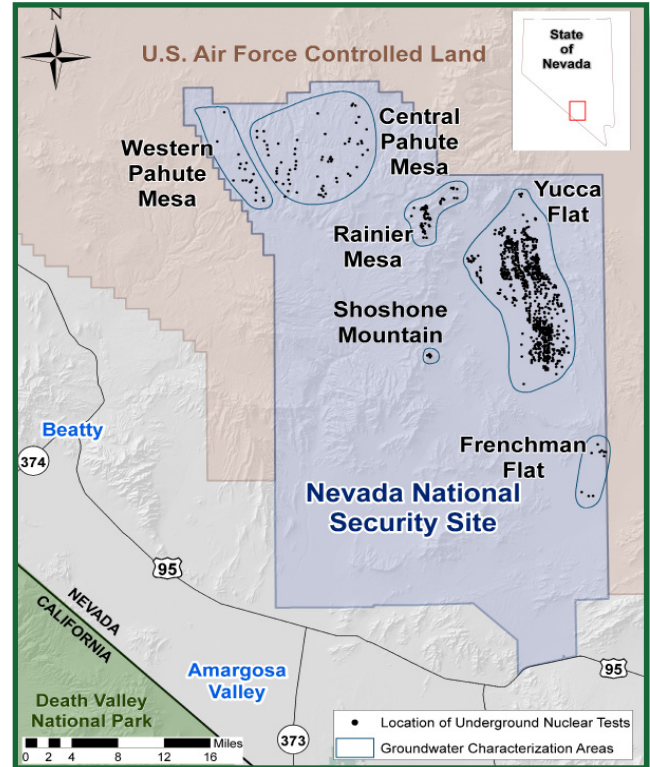 N
U.S. Air Force Controlled Land
State
of
Nevada
Western
Pahute
Mesa
Central
Pahute
Mesa
Rainier
Mesa
Yucca
Flat
Shoshone
Mountain
Beatty
374
Frenchman
Flat
Nevada National
Security Site
95
NEVADA
CALIFORNIA
Amargosa
Valley
95
Death Valley
National Park
373
Miles
0 2 4 8 12 16
Location of Underground Nuclear Tests
Groundwater Characterization Areas